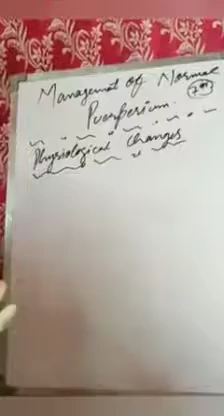 Management of Normal
Puerperium
Physiological Changes